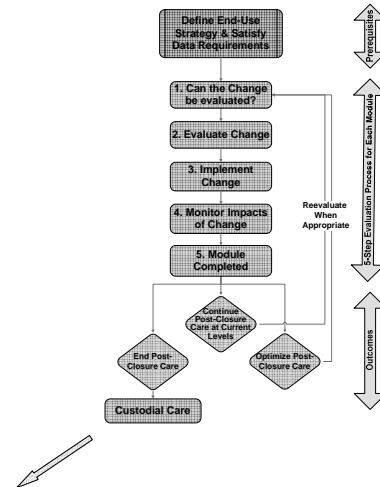 Define End-Use
Strategy & Satisfy
Data Requirements
Prerequisites
1. Can the Change
be evaluated?
2. Evaluate Change
3. Implement
Change
4. Monitor Impacts
of Change
5. Module
Completed
5-Step Evaluation Process for Each Module
Reevaluate
When
Appropriate
Continue
Post-Closure
Care at Current
Levels
End Post-
Closure Care
Optimize Post-
Closure Care
Outcomes
Custodial Care